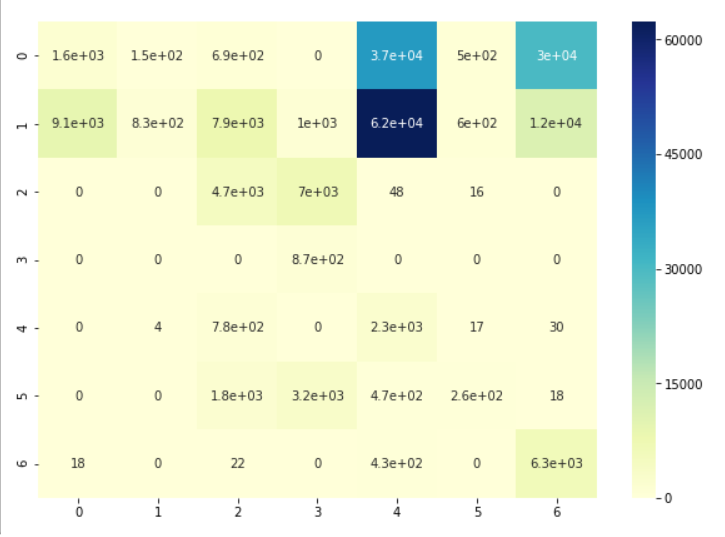 0 1.6e+03 1.5e+02 6.9e+02 0 3.7e+04 5e+02 3e+04
1 9.1e+03 8.3e+02 7.9e+03 1e+03 6.2e+04 6e+02 1.2e+04
2 0 0 4.7e+03 7e+03 48 16 0
3 0 0 0 8.7e+02 0 0 0
4 0 4 7.8e+02 0 2.3e+03 17 30
5 0 0 1.8e+03 3.2e+03 4.7e+02 2.6e+02 18
6 18 0 22 0 4.3e+02 0 6.3e+03
0 1 2 3 4 5 6
60000
45000
30000
15000
0